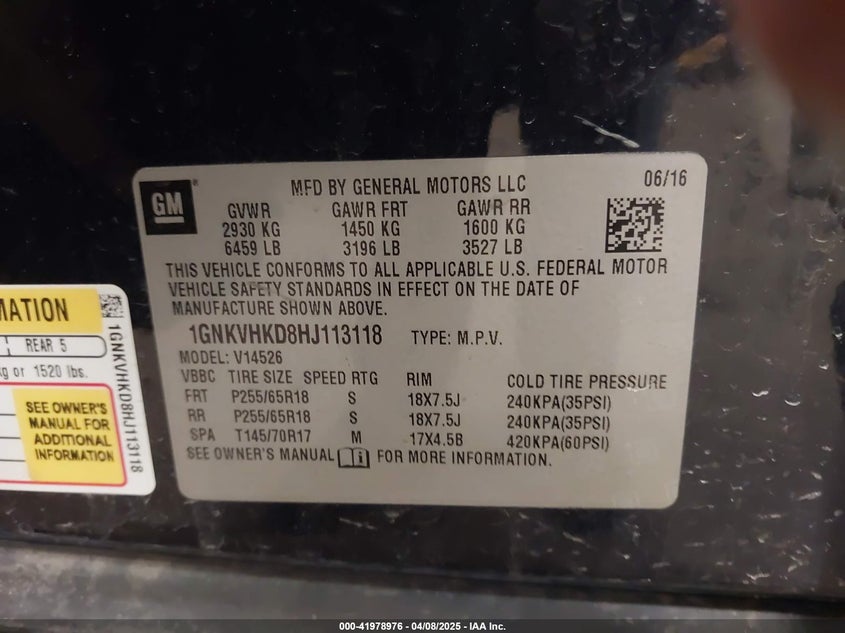 GM
MFD BY GENERAL MOTORS LLC 06/16
GVWR GAWR FRT GAWR RR
2930 KG 1450 KG 1600 KG
6459 LB 3196 LB 3527 LB
THIS VEHICLE CONFORMS TO ALL APPLICABLE U.S. FEDERAL MOTOR
VEHICLE SAFETY STANDARDS IN EFFECT ON THE DATE OF
MANUFACTURE SHOWN ABOVE.
1GNKVHKD8HJ113118 TYPE: M.P.V.
MODEL: V14526
VBBC TIRE SIZE SPEED RTG RIM COLD TIRE PRESSURE
FRT P255/65R18 S 18X7.5J 240KPA(35PSI)
RR P255/65R18 S 18X7.5J 240KPA(35PSI)
SPA T145/70R17 M 17X4.5B 420KPA(60PSI)
SEE OWNER'S MANUAL FOR MORE INFORMATION.
MATION
REAR 5
kg or 1520 lbs.
SEE OWNER'S
MANUAL FOR
ADDITIONAL
INFORMATION
1GNKVHKD8HJ113118
000-41978976 - 04/08/2025 - IAA Inc.